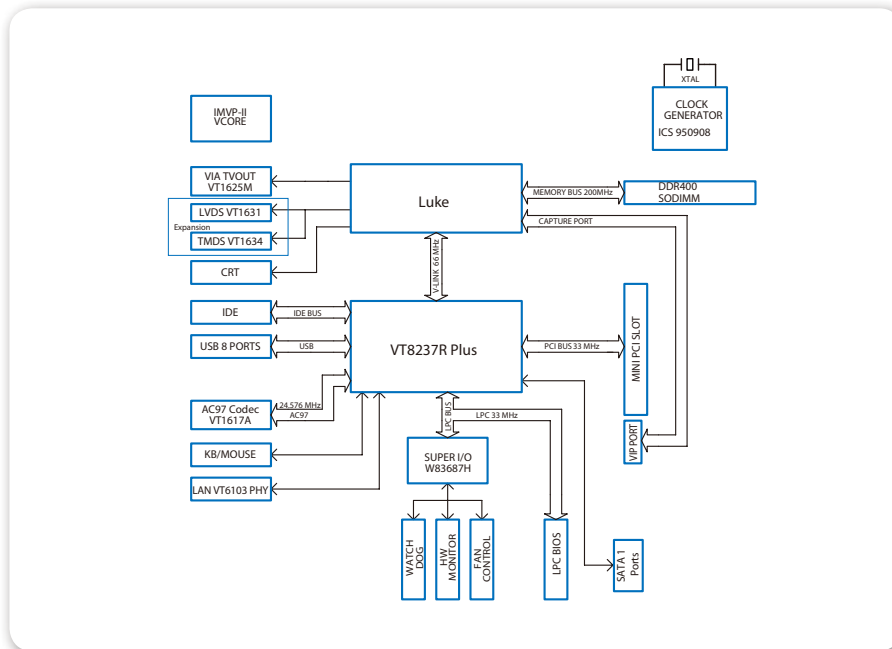 XTAL
IMVP-II
VCORE
CLOCK
GENERATOR
ICS 950908
VIA TVOUT
VT1625M
LVDS VT1631
Expansion
TMDS VT1634
CRT
Luke
MEMORY BUS 200MHz
DDR400
SODIMM
CAPTURE PORT
V-LINK 66 MHz
IDE
IDE BUS
USB 8 PORTS
USB
VT8237R Plus
PCI BUS 33 MHz
MINI PCI SLOT
AC97 Codec
VT1617A
24.576 MHz
AC97
LPC BUS
LPC 33 MHz
VIP PORT
KB/MOUSE
SUPER I/O
W83687H
LAN VT6103 PHY
WATCH
DOG
HW
MONITOR
FAN
CONTROL
LPC BIOS
SATA 1
Ports